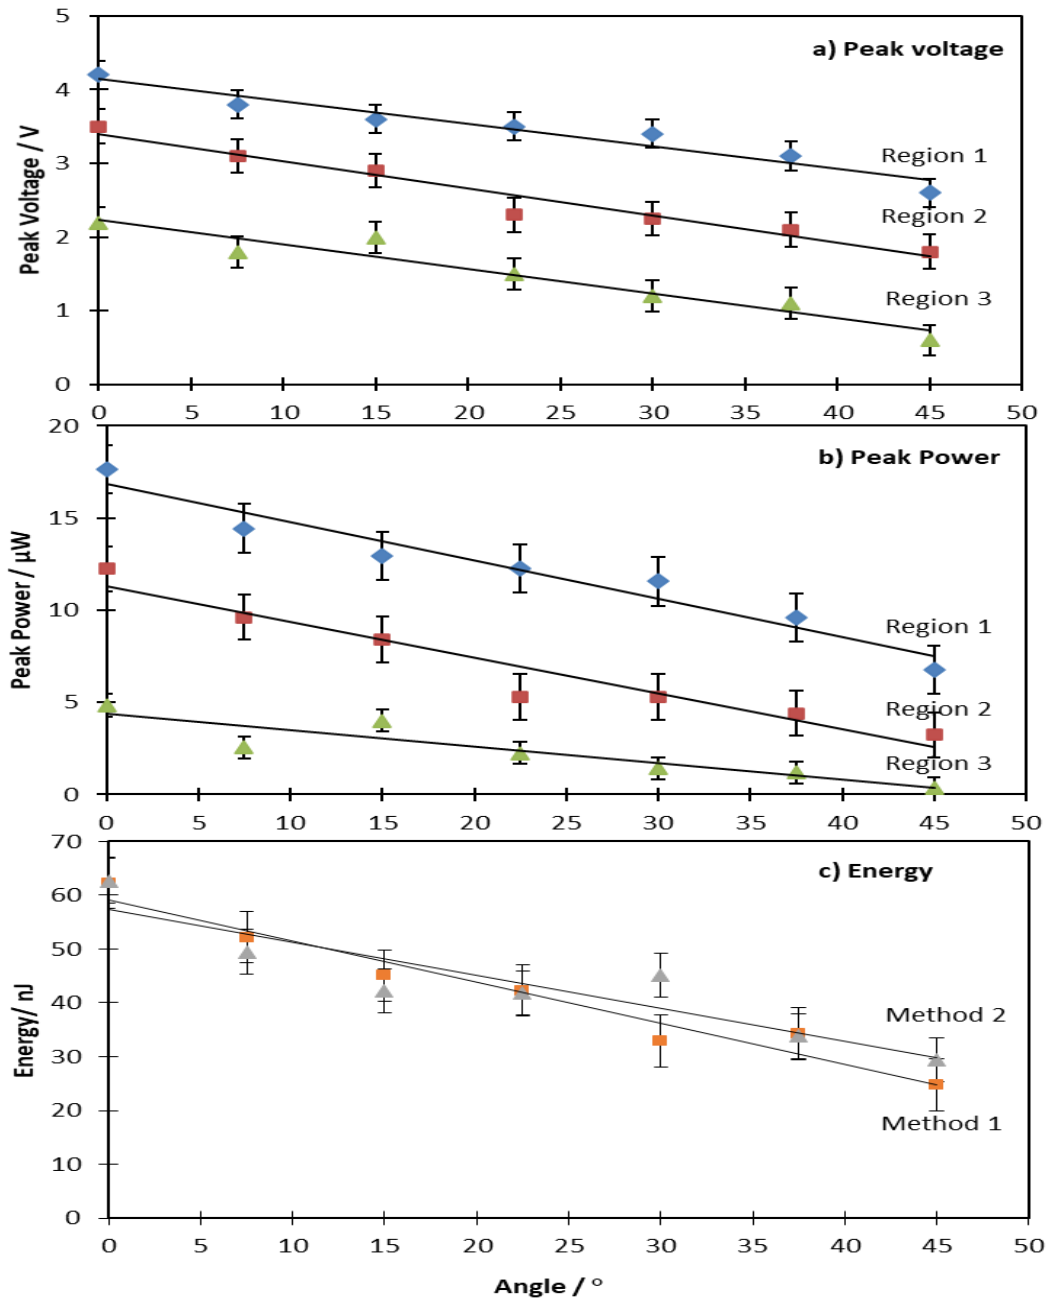 a) Peak voltage
Peak Voltage / V
5
4
3
2
1
0
Region 1
Region 2
Region 3
0 5 10 15 20 25 30 35 40 45 50
b) Peak Power
Peak Power / µW
20
15
10
5
0
Region 1
Region 2
Region 3
0 5 10 15 20 25 30 35 40 45 50
c) Energy
Energy/ nJ
70
60
50
40
30
20
10
0
Method 2
Method 1
0 5 10 15 20 25 30 35 40 45 50
Angle / °